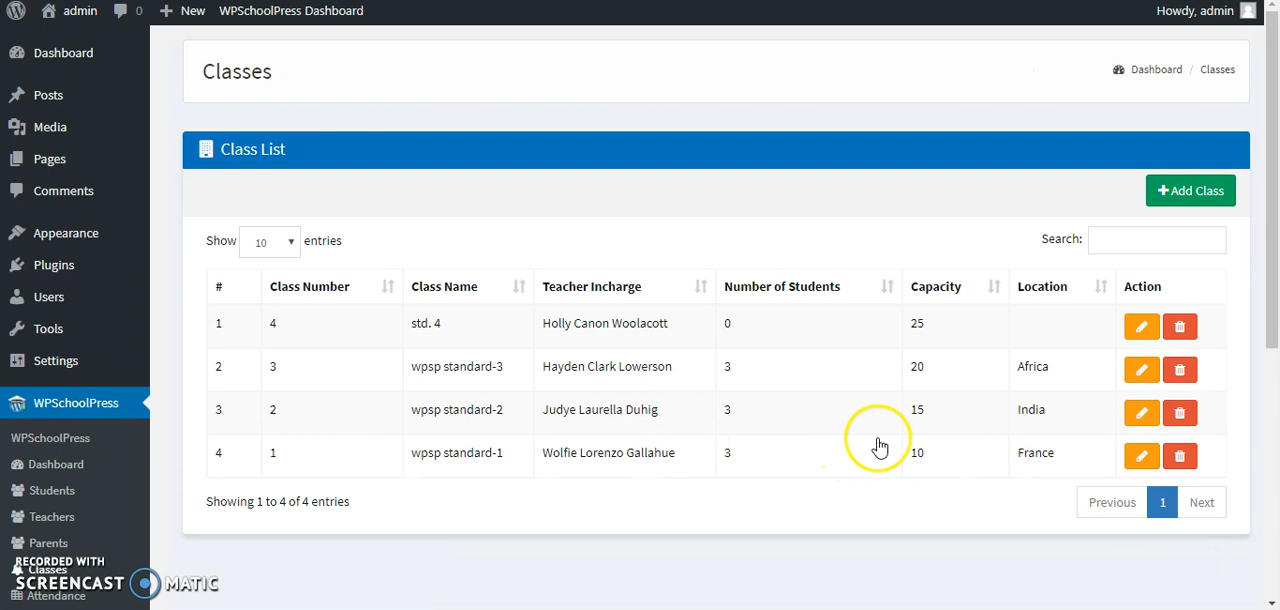 admin 0 New WPSchoolPress Dashboard Howdy, admin
Dashboard
Posts
Media
Pages
Comments
Appearance
Plugins
Users
Tools
Settings
WPSchoolPress
WPSchoolPress
Dashboard
Students
Teachers
Parents
Classes
Attendance
Classes
Dashboard / Classes
Class List
Add Class
Show 10 entries
Search:
# Class Number Class Name Teacher Incharge Number of Students Capacity Location Action
1 4 std. 4 Holly Canon Woolacott 0 25
2 3 wpsp standard-3 Hayden Clark Lowerson 3 20 Africa
3 2 wpsp standard-2 Judye Laurella Duhig 3 15 India
4 1 wpsp standard-1 Wolfie Lorenzo Gallahue 3 10 France
Showing 1 to 4 of 4 entries
Previous 1 Next
RECORDED WITH
SCREENCAST MATIC